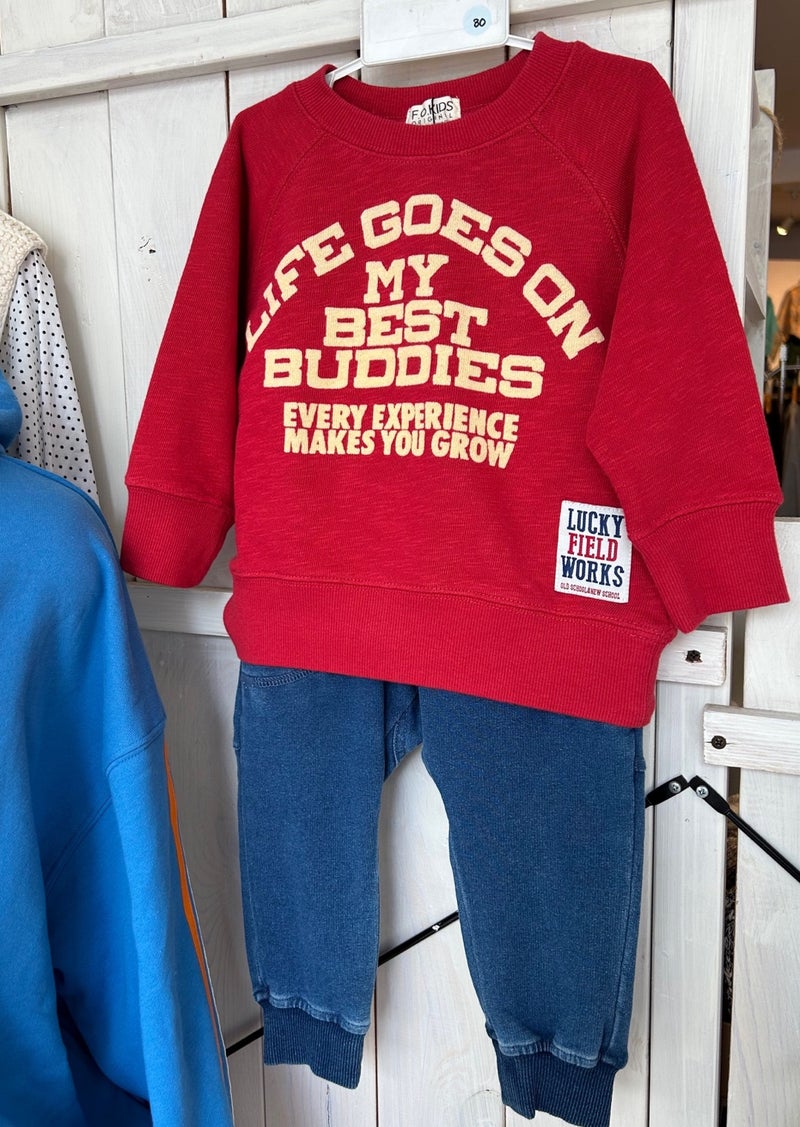 80
F.O.KIDS
ORIGINAL
LIFE GOES ON
MY
BEST
BUDDIES
EVERY EXPERIENCE
MAKES YOU GROW
LUCKY
FIELD
WORKS
OLD SCHOOL&NEW SCHOOL